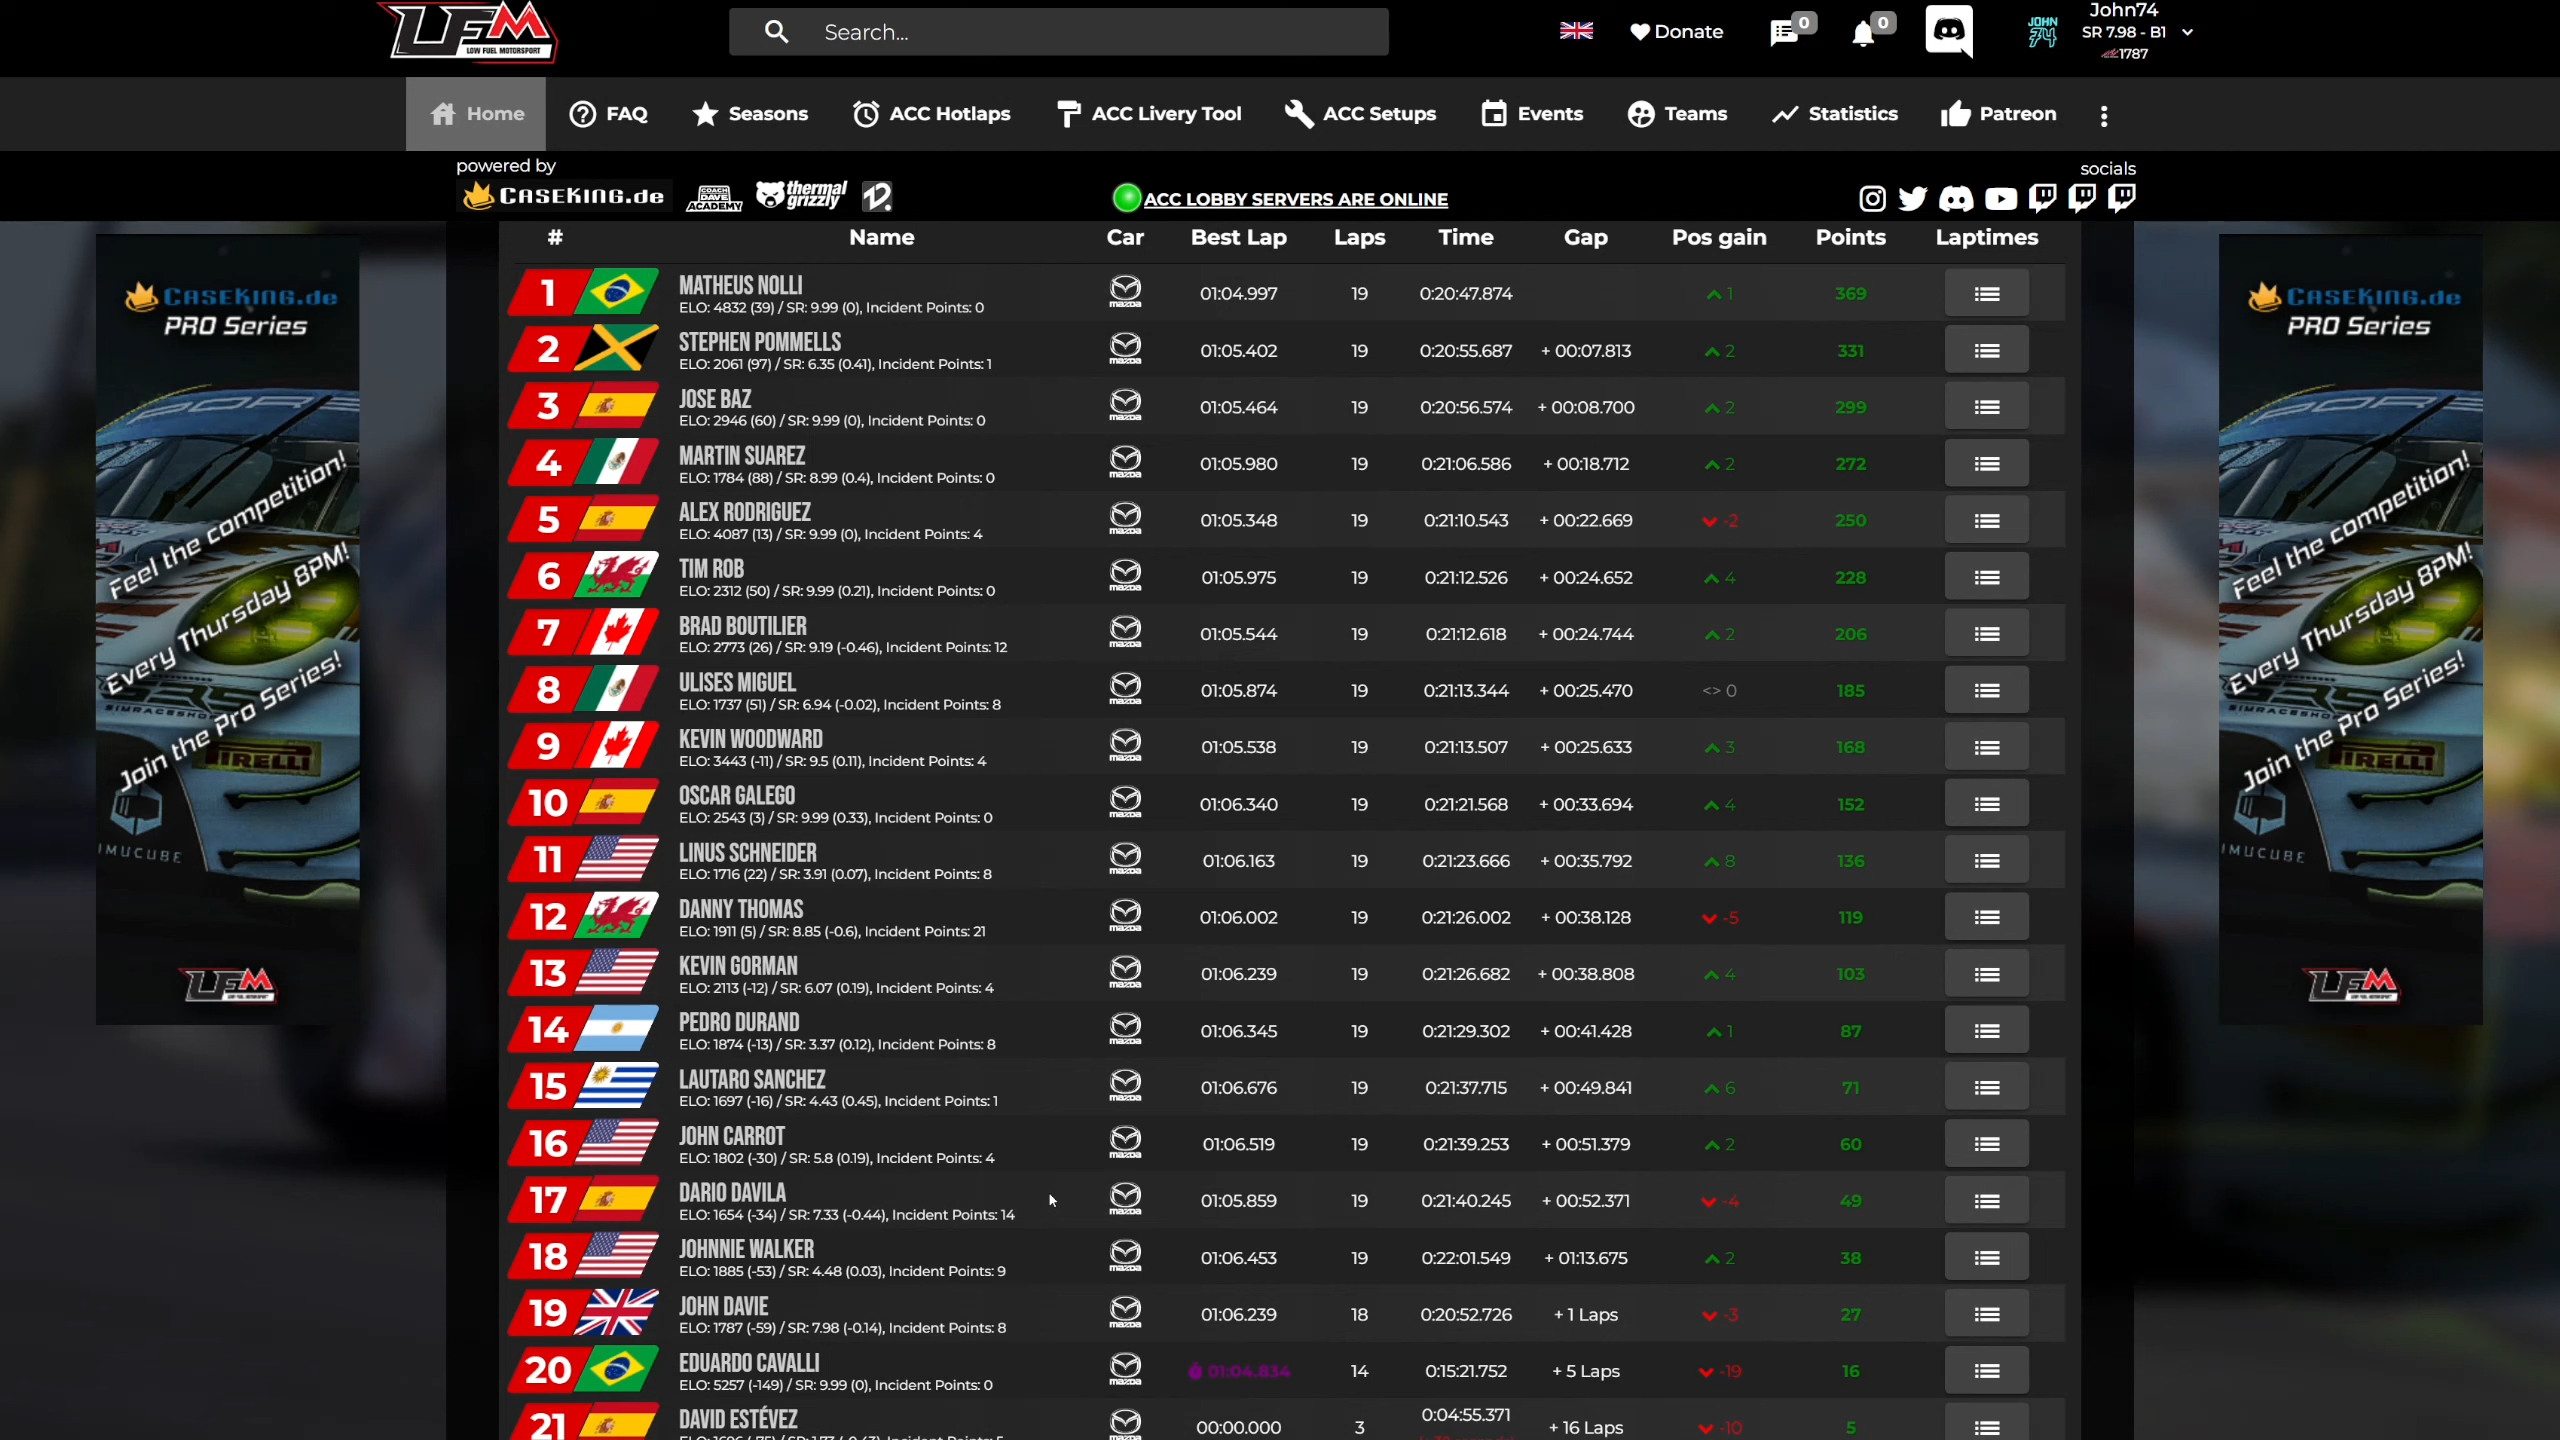 LFM
LOW FUEL MOTORSPORT
Search...
Donate
0
0
JOHN
74
John74
SR 7.98 - B1
1787
Home
FAQ
Seasons
ACC Hotlaps
ACC Livery Tool
ACC Setups
Events
Teams
Statistics
Patreon
powered by
CASEKING.de
COACH DAVE ACADEMY
thermal grizzly
ACC LOBBY SERVERS ARE ONLINE
socials
# Name Car Best Lap Laps Time Gap Pos gain Points Laptimes
1 MATHEUS NOLLI mazda 01:04.997 19 0:20:47.874 1 369
ELO: 4832 (39) / SR: 9.99 (0), Incident Points: 0
2 STEPHEN POMMELLS mazda 01:05.402 19 0:20:55.687 + 00:07.813 2 331
ELO: 2061 (97) / SR: 6.35 (0.41), Incident Points: 1
3 JOSE BAZ mazda 01:05.464 19 0:20:56.574 + 00:08.700 2 299
ELO: 2946 (60) / SR: 9.99 (0), Incident Points: 0
4 MARTIN SUAREZ mazda 01:05.980 19 0:21:06.586 + 00:18.712 2 272
ELO: 1784 (88) / SR: 8.99 (0.4), Incident Points: 0
5 ALEX RODRIGUEZ mazda 01:05.348 19 0:21:10.543 + 00:22.669 -2 250
ELO: 4087 (13) / SR: 9.99 (0), Incident Points: 4
6 TIM ROB mazda 01:05.975 19 0:21:12.526 + 00:24.652 4 228
ELO: 2312 (50) / SR: 9.99 (0.21), Incident Points: 0
7 BRAD BOUTILIER mazda 01:05.544 19 0:21:12.618 + 00:24.744 2 206
ELO: 2773 (26) / SR: 9.19 (-0.46), Incident Points: 12
8 ULISES MIGUEL mazda 01:05.874 19 0:21:13.344 + 00:25.470 <> 0 185
ELO: 1737 (51) / SR: 6.94 (-0.02), Incident Points: 8
9 KEVIN WOODWARD mazda 01:05.538 19 0:21:13.507 + 00:25.633 3 168
ELO: 3443 (-11) / SR: 9.5 (0.11), Incident Points: 4
10 OSCAR GALEGO mazda 01:06.340 19 0:21:21.568 + 00:33.694 4 152
ELO: 2543 (3) / SR: 9.99 (0.33), Incident Points: 0
11 LINUS SCHNEIDER mazda 01:06.163 19 0:21:23.666 + 00:35.792 8 136
ELO: 1716 (22) / SR: 3.91 (0.07), Incident Points: 8
12 DANNY THOMAS mazda 01:06.002 19 0:21:26.002 + 00:38.128 -5 119
ELO: 1911 (5) / SR: 8.85 (-0.6), Incident Points: 21
13 KEVIN GORMAN mazda 01:06.239 19 0:21:26.682 + 00:38.808 4 103
ELO: 2113 (-12) / SR: 6.07 (0.19), Incident Points: 4
14 PEDRO DURAND mazda 01:06.345 19 0:21:29.302 + 00:41.428 1 87
ELO: 1874 (-13) / SR: 3.37 (0.12), Incident Points: 8
15 LAUTARO SANCHEZ mazda 01:06.676 19 0:21:37.715 + 00:49.841 6 71
ELO: 1697 (-16) / SR: 4.43 (0.45), Incident Points: 1
16 JOHN CARROT mazda 01:06.519 19 0:21:39.253 + 00:51.379 2 60
ELO: 1802 (-30) / SR: 5.8 (0.19), Incident Points: 4
17 DARIO DAVILA mazda 01:05.859 19 0:21:40.245 + 00:52.371 -4 49
ELO: 1654 (-34) / SR: 7.33 (-0.44), Incident Points: 14
18 JOHNNIE WALKER mazda 01:06.453 19 0:22:01.549 + 01:13.675 2 38
ELO: 1885 (-53) / SR: 4.48 (0.03), Incident Points: 9
19 JOHN DAVIE mazda 01:06.239 18 0:20:52.726 + 1 Laps -3 27
ELO: 1787 (-59) / SR: 7.98 (-0.14), Incident Points: 8
20 EDUARDO CAVALLI mazda 01:04.834 14 0:15:21.752 + 5 Laps -19 16
ELO: 5257 (-149) / SR: 9.99 (0), Incident Points: 0
21 DAVID ESTÉVEZ mazda 00:00.000 3 0:04:55.371 + 16 Laps -10 5
CASEKING.de
PRO Series
Feel the competition!
Every Thursday 8PM!
Join the Pro Series!
PIRELLI
IMUCUBE
LFM
CASEKING.de
PRO Series
Feel the competition!
Every Thursday 8PM!
Join the Pro Series!
PIRELLI
IMUCUBE
LFM